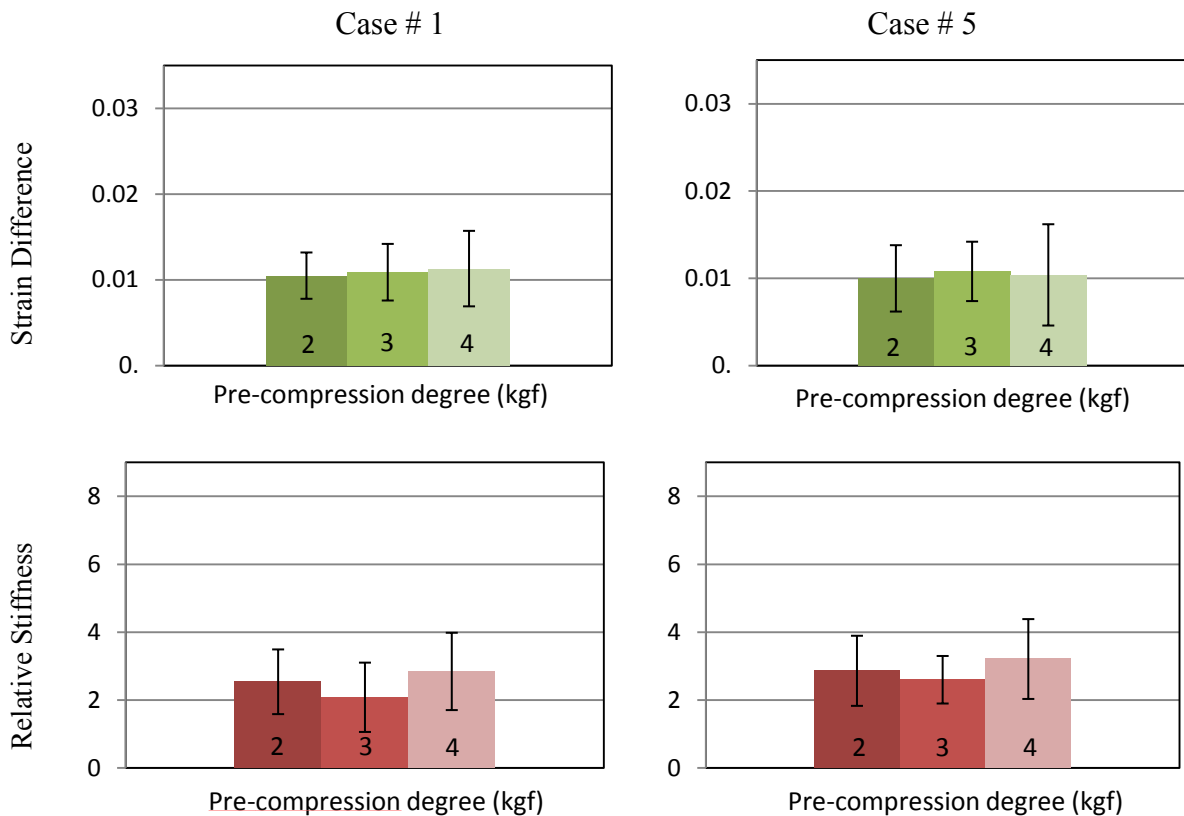 Case # 1
Case # 5
Strain Difference
0.03
0.02
0.01
0.
2 3 4
Pre-compression degree (kgf)
0.03
0.02
0.01
0.
2 3 4
Pre-compression degree (kgf)
Relative Stiffness
8
6
4
2
0
2 3 4
Pre-compression degree (kgf)
8
6
4
2
0
2 3 4
Pre-compression degree (kgf)